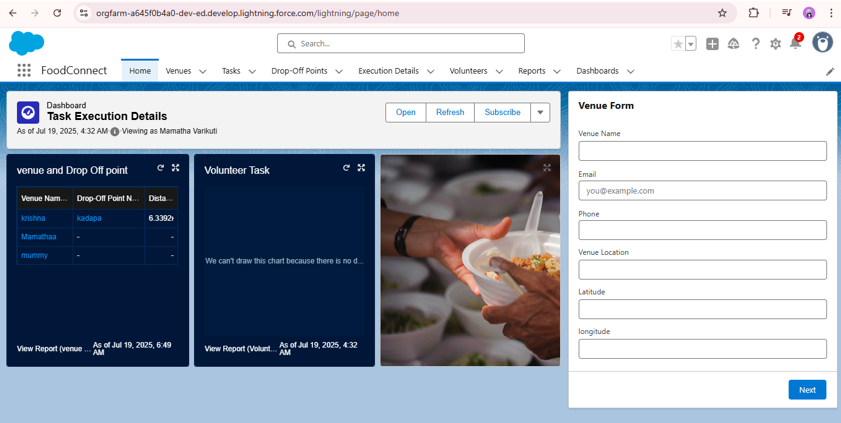 orgfarm-a645f0b4a0-dev-ed.develop.lightning.force.com/lightning/page/home
Search...
2
FoodConnect
Home
Venues
Tasks
Drop-Off Points
Execution Details
Volunteers
Reports
Dashboards
Dashboard
Task Execution Details
As of Jul 19, 2025, 4:32 AM·Viewing as Mamatha Varikuti
Open
Refresh
Subscribe
venue and Drop Off point
Venue Nam...
Drop-Off Point N...
Dista...
krishna
kadapa
6.3392
Mamathaa
-
-
mummy
-
-
View Report (venue ...
As of Jul 19, 2025, 6:49
AM
Volunteer Task
We can't draw this chart because there is no d...
View Report (Volunt...
As of Jul 19, 2025, 4:32
AM
Venue Form
Venue Name
Email
you@example.com
Phone
Venue Location
Latitude
longitude
Next